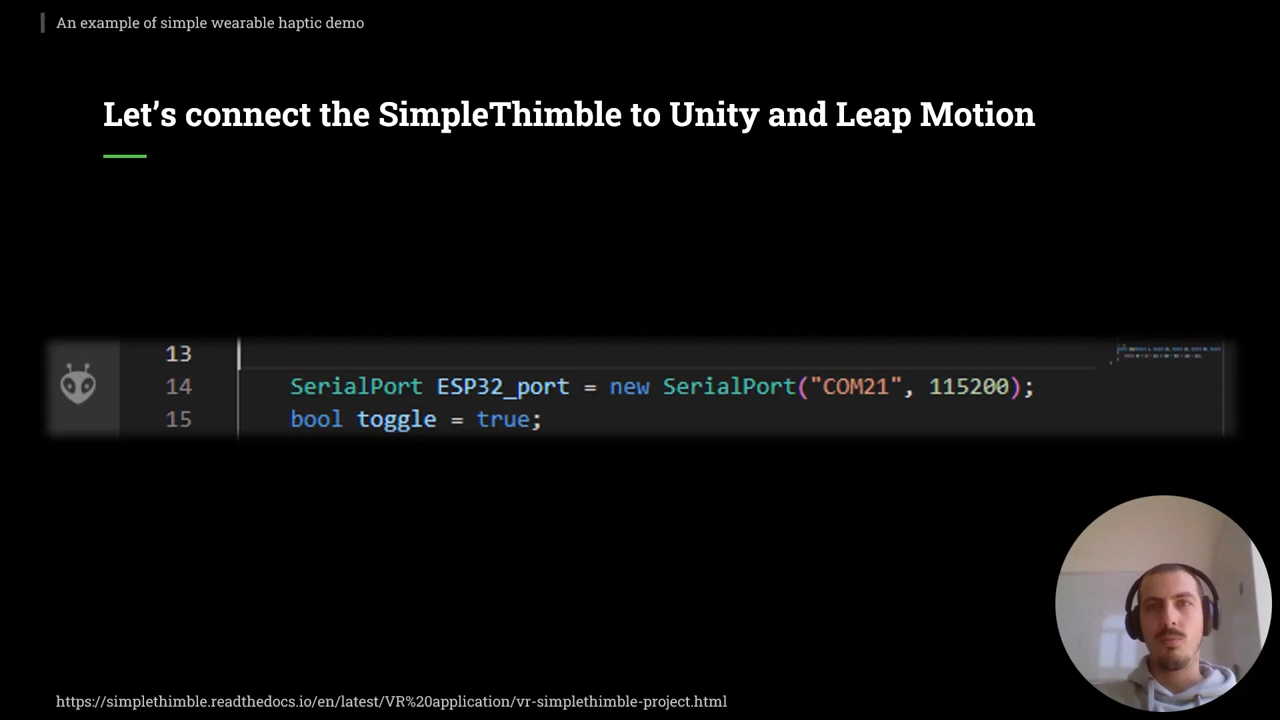 An example of simple wearable haptic demo
Let’s connect the SimpleThimble to Unity and Leap Motion
13
14 SerialPort ESP32_port = new SerialPort("COM21", 115200);
15 bool toggle = true;
https://simplethimble.readthedocs.io/en/latest/VR%20application/vr-simplethimble-project.html